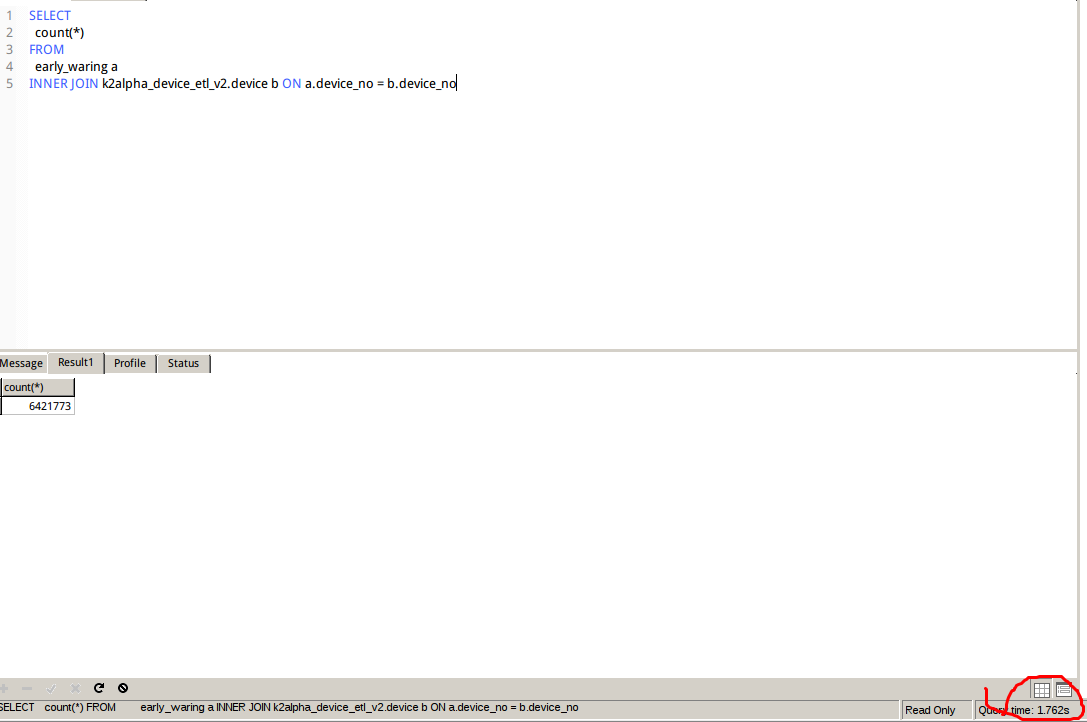 1 SELECT
2 count(*)
3 FROM
4 early_waring a
5 INNER JOIN k2alpha_device_etl_v2.device b ON a.device_no = b.device_no
Message Result1 Profile Status
count(*)
6421773
SELECT count(*) FROM early_waring a INNER JOIN k2alpha_device_etl_v2.device b ON a.device_no = b.device_no Read Only Query time: 1.762s